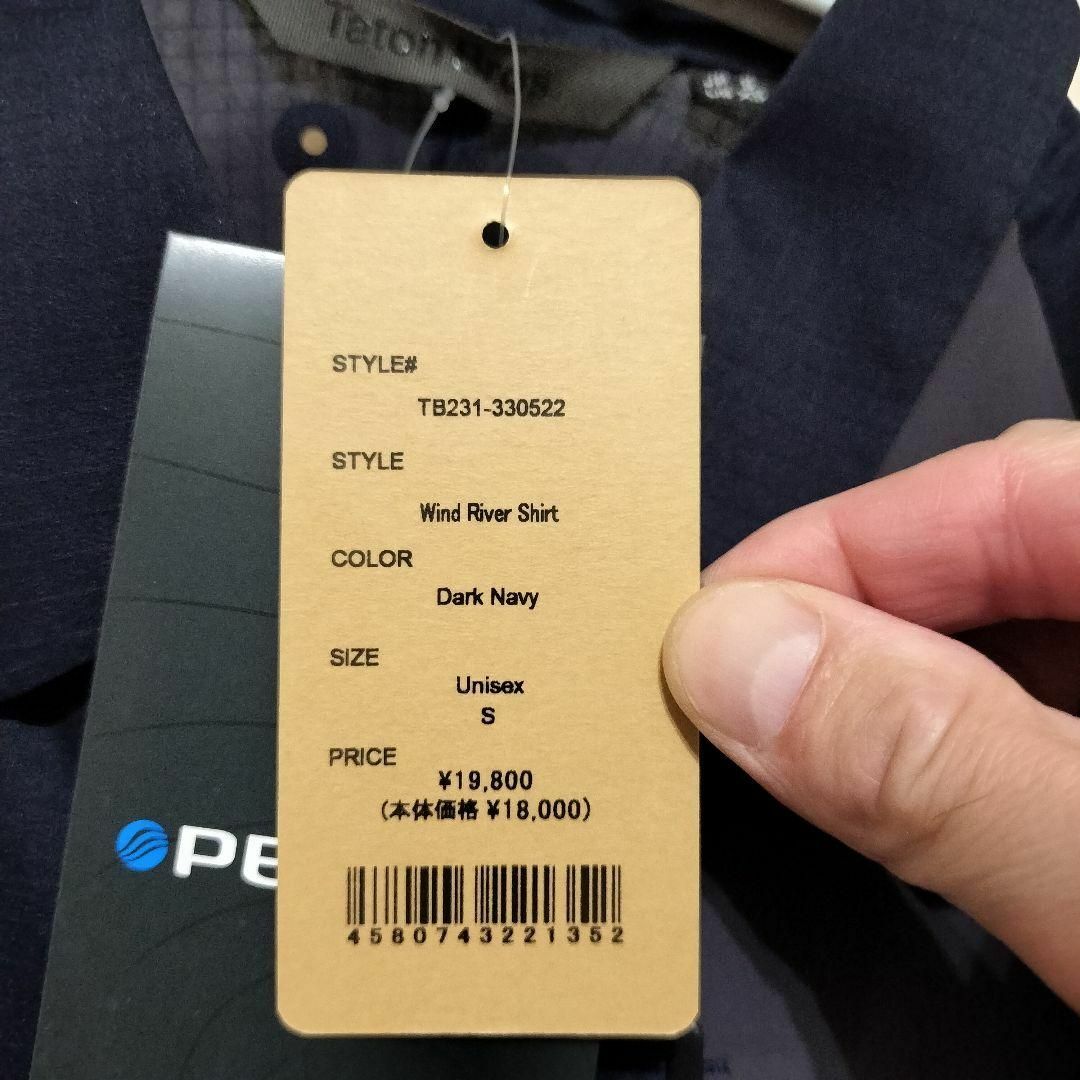 Teton
STYLE#
TB231-330522
STYLE
Wind River Shirt
COLOR
Dark Navy
SIZE
Unisex
S
PRICE
¥19,800
(本体価格 ¥18,000)
4580743221352
PE